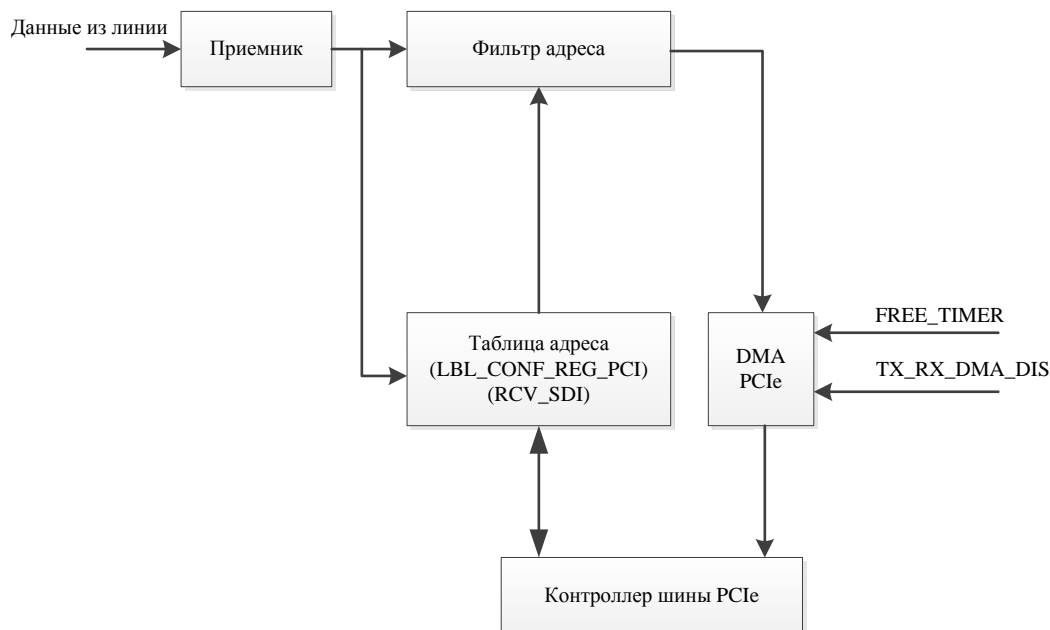 Данные из линии
Приемник
Фильтр адреса
Таблица адреса
(LBL_CONF_REG_PCI)
(RCV_SDI)
DMA
PCIe
FREE_TIMER
TX_RX_DMA_DIS
Контроллер шины PCIe